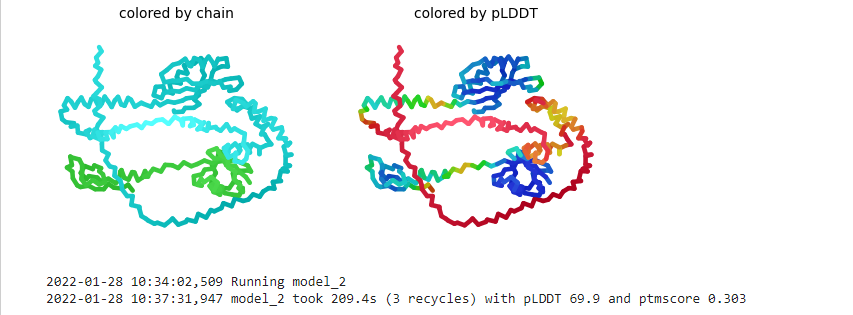 colored by chain colored by pLDDT
2022-01-28 10:34:02,509 Running model_2
2022-01-28 10:37:31,947 model_2 took 209.4s (3 recycles) with pLDDT 69.9 and ptmscore 0.303